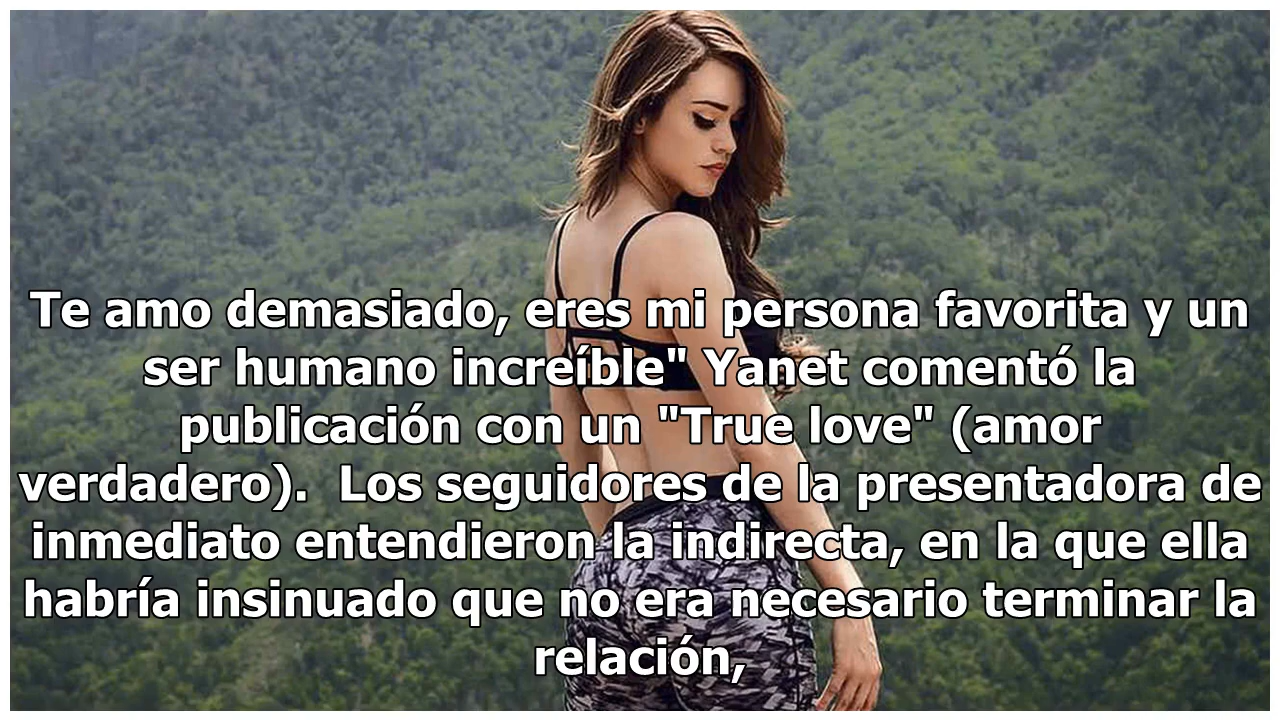 Te amo demasiado, eres mi persona favorita y un
ser humano increíble" Yanet comentó la
publicación con un "True love" (amor
verdadero).  Los seguidores de la presentadora de
inmediato entendieron la indirecta, en la que ella
habría insinuado que no era necesario terminar la
relación,